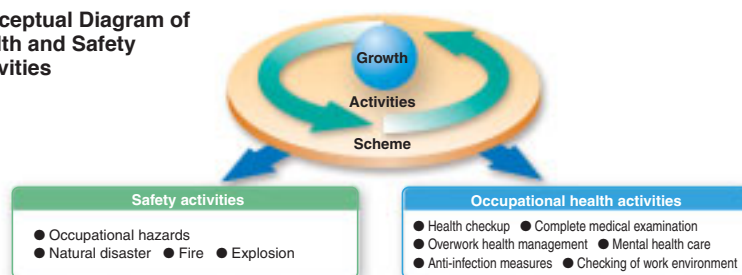 ceptual Diagram of
lth and Safety
vities
Growth
Activities
Scheme
Safety activities
● Occupational hazards
● Natural disaster ● Fire ● Explosion
Occupational health activities
● Health checkup ● Complete medical examination
● Overwork health management ● Mental health care
● Anti-infection measures ● Checking of work environment